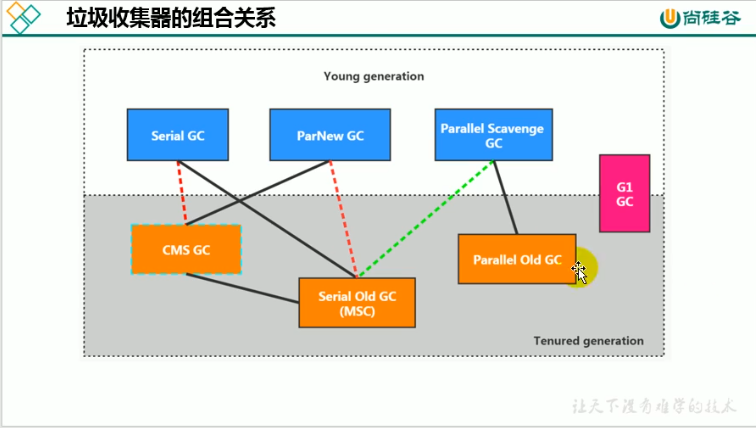 垃圾收集器的组合关系
尚硅谷
Young generation
Serial GC
ParNew GC
Parallel Scavenge
GC
G1
GC
CMS GC
Parallel Old GC
Serial Old GC
(MSC)
Tenured generation
让天下没有难学的技术